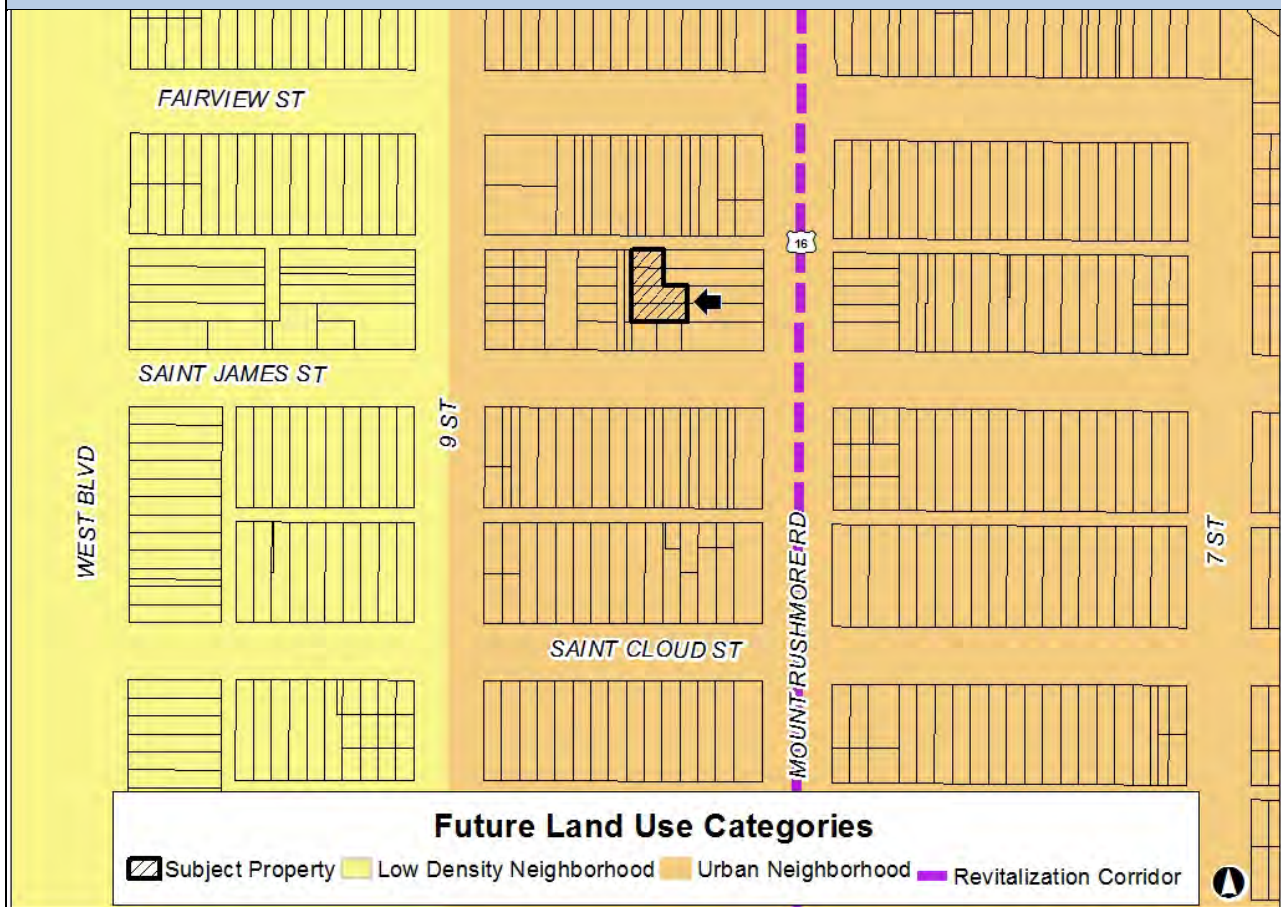 FAIRVIEW ST
16
SAINT JAMES ST
9 ST
WEST BLVD
MOUNT RUSHMORE RD
7 ST
SAINT CLOUD ST
Future Land Use Categories
Subject Property Low Density Neighborhood Urban Neighborhood Revitalization Corridor